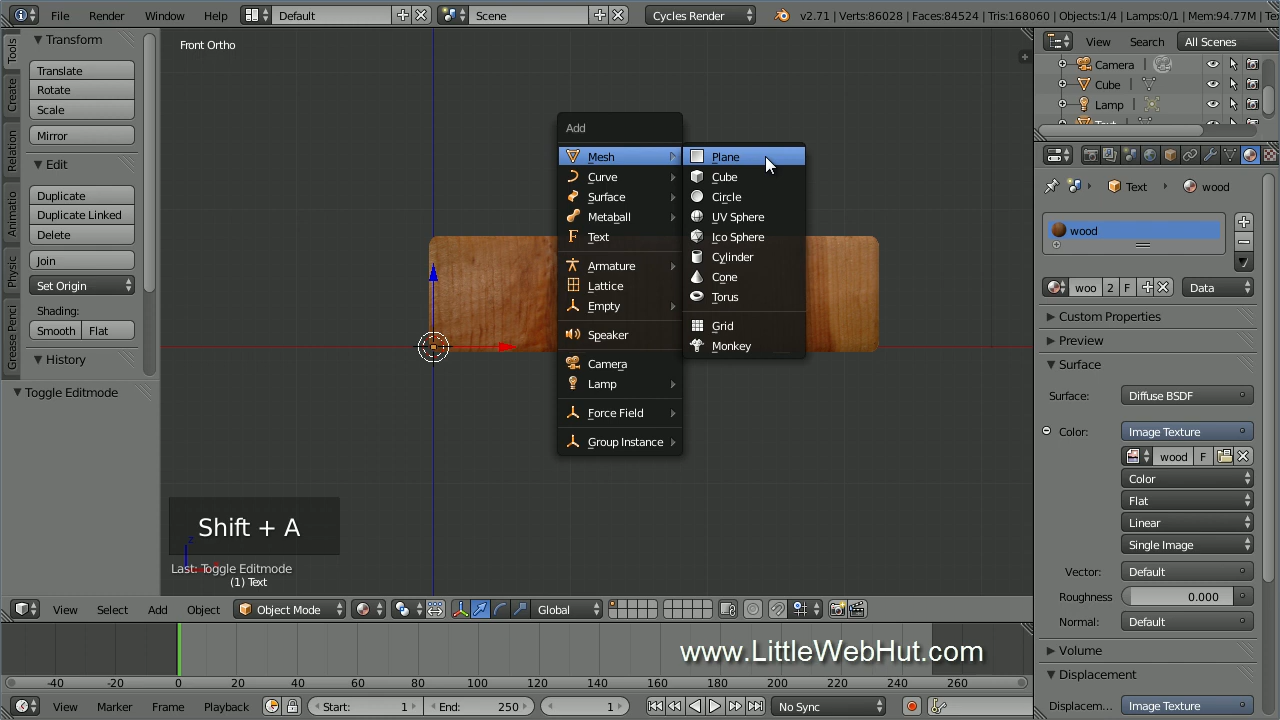 File Render Window Help Default Scene Cycles Render v2.71 | Verts:86028 | Faces:84524 | Tris:168060 | Objects:1/4 | Lamps:0/1 | Mem:94.77M | Te
Tools
Create
Relation
Animatio
Physic
Grease Penci
Transform
Translate
Rotate
Scale
Mirror
Edit
Duplicate
Duplicate Linked
Delete
Join
Set Origin
Shading:
Smooth Flat
History
Toggle Editmode
Front Ortho
Add
Mesh
Curve
Surface
Metaball
Text
Armature
Lattice
Empty
Speaker
Camera
Lamp
Force Field
Group Instance
Plane
Cube
Circle
UV Sphere
Ico Sphere
Cylinder
Cone
Torus
Grid
Monkey
Shift + A
z
Last: Toggle Editmode
(1) Text
View Search All Scenes
Camera
Cube
Lamp
Text wood
wood
woo 2 F Data
Custom Properties
Preview
Surface
Surface: Diffuse BSDF
Color: Image Texture
wood F
Color
Flat
Linear
Single Image
Vector: Default
Roughness 0.000
Normal: Default
Volume
Displacement
Displacem... Image Texture
View Select Add Object Object Mode Global
www.LittleWebHut.com
-40 -20 0 20 40 60 80 100 120 140 160 180 200 220 240 260
View Marker Frame Playback Start: 1 End: 250 1 No Sync